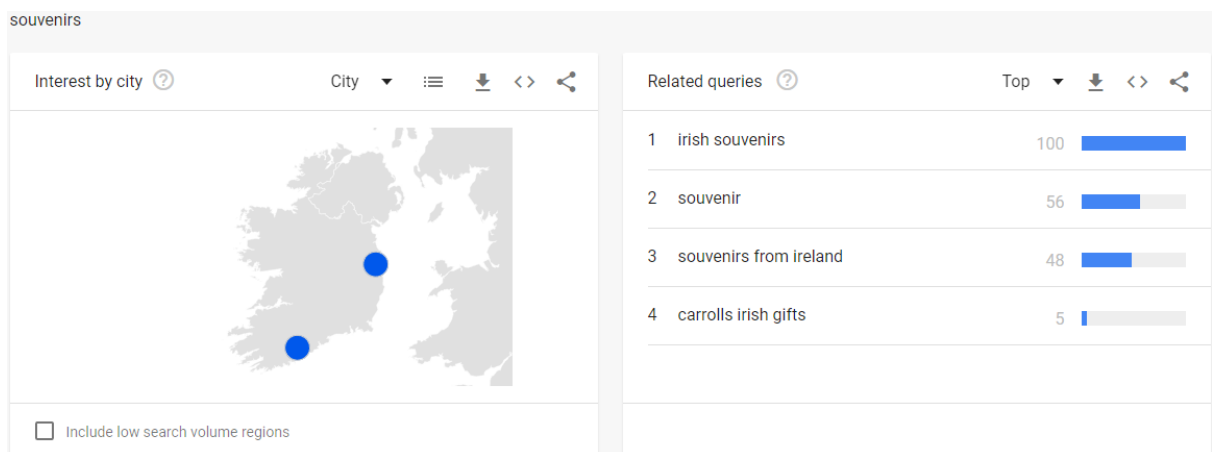 souvenirs
Interest by city
City
Related queries
Top
1 irish souvenirs 100
2 souvenir 56
3 souvenirs from ireland 48
4 carrolls irish gifts 5
Include low search volume regions